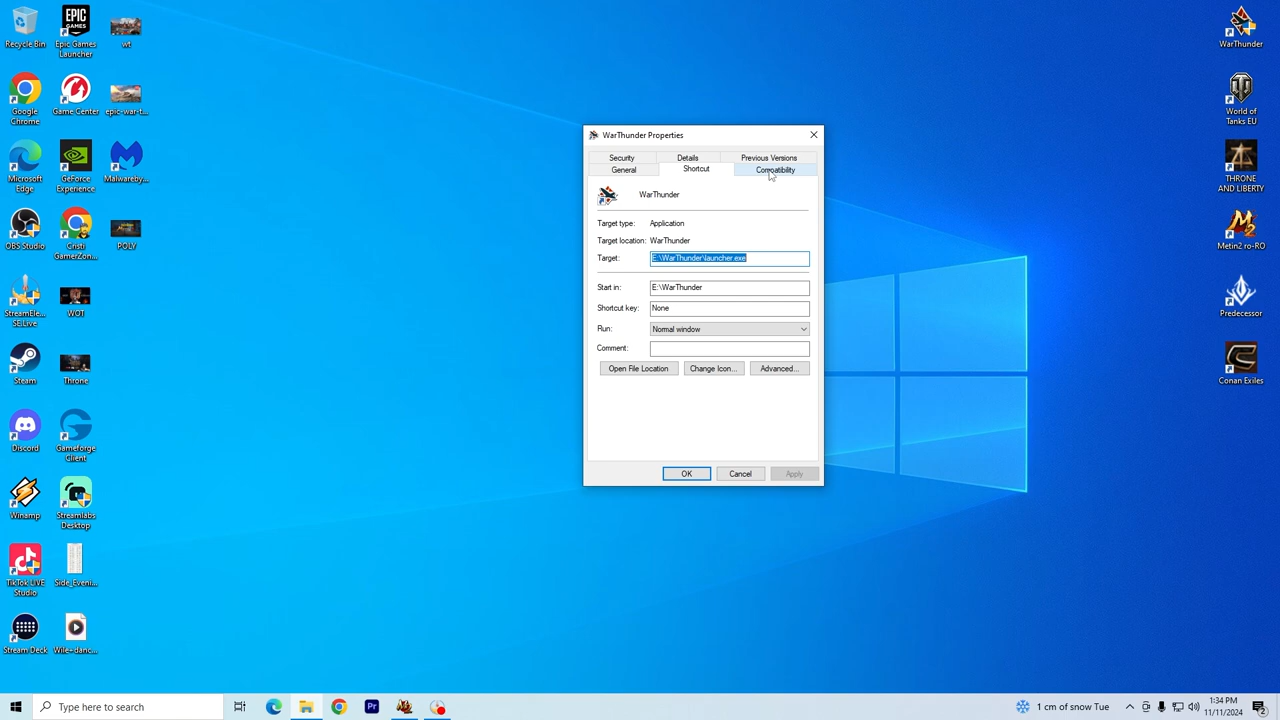 Recycle Bin
Epic Games
Launcher
wt
Google
Chrome
Game Center
epic-war-t...
Microsoft
Edge
GeForce
Experience
Malwareby...
OBS Studio
Cristi
GamerZon...
POLY
StreamEle...
SE.Live
WOT
Steam
Throne
Discord
Gameforge
Client
Winamp
Streamlabs
Desktop
TikTok LIVE
Studio
Side_Eveni...
Stream Deck
Wile+danc...
WarThunder Properties
Security
Details
Previous Versions
General
Shortcut
Compatibility
WarThunder
Target type:
Application
Target location:
WarThunder
Target:
E:\WarThunder\launcher.exe
Start in:
E:\WarThunder
Shortcut key:
None
Run:
Normal window
Comment:
Open File Location
Change Icon...
Advanced...
OK
Cancel
Apply
WarThunder
World of
Tanks EU
THRONE
AND LIBERTY
Metin2 ro-RO
Predecessor
Conan Exiles
Type here to search
Pr
1 cm of snow Tue
1:34 PM
11/11/2024
2